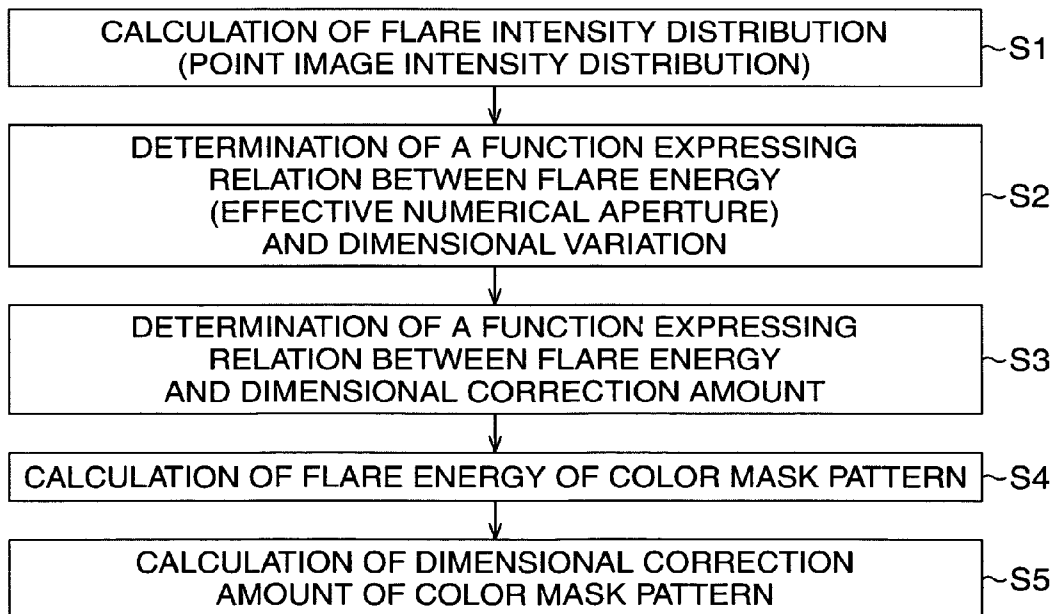 CALCULATION OF FLARE INTENSITY DISTRIBUTION
(POINT IMAGE INTENSITY DISTRIBUTION)
~S1
DETERMINATION OF A FUNCTION EXPRESSING
RELATION BETWEEN FLARE ENERGY
(EFFECTIVE NUMERICAL APERTURE)
AND DIMENSIONAL VARIATION
~S2
DETERMINATION OF A FUNCTION EXPRESSING
RELATION BETWEEN FLARE ENERGY
AND DIMENSIONAL CORRECTION AMOUNT
~S3
CALCULATION OF FLARE ENERGY OF COLOR MASK PATTERN
~S4
CALCULATION OF DIMENSIONAL CORRECTION
AMOUNT OF COLOR MASK PATTERN
~S5